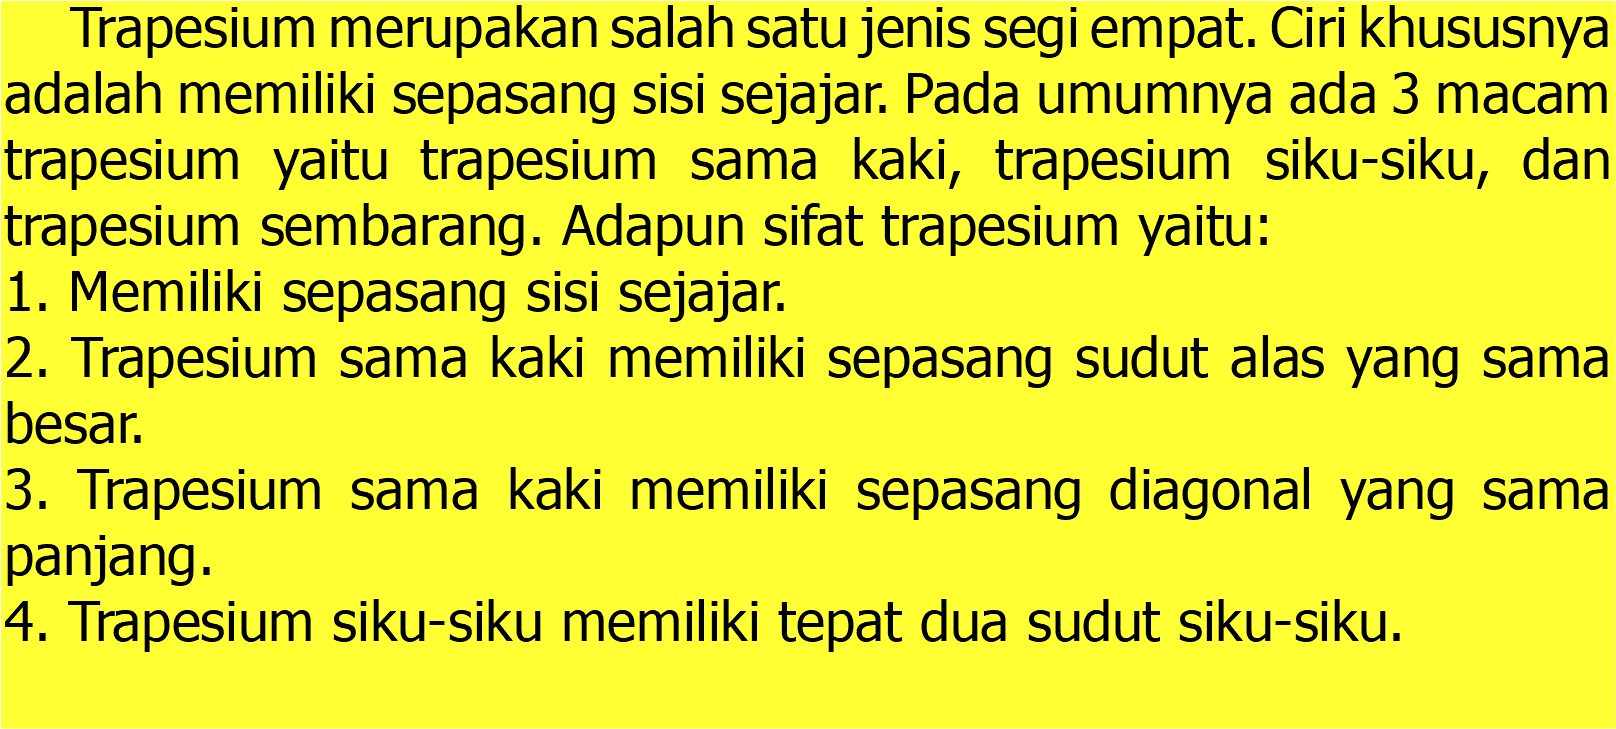 Trapesium merupakan salah satu jenis segi empat. Ciri khususnya
adalah memiliki sepasang sisi sejajar. Pada umumnya ada 3 macam
trapesium yaitu trapesium sama kaki, trapesium siku-siku, dan
trapesium sembarang. Adapun sifat trapesium yaitu:
1. Memiliki sepasang sisi sejajar.
2. Trapesium sama kaki memiliki sepasang sudut alas yang sama
besar.
3. Trapesium sama kaki memiliki sepasang diagonal yang sama
panjang.
4. Trapesium siku-siku memiliki tepat dua sudut siku-siku.